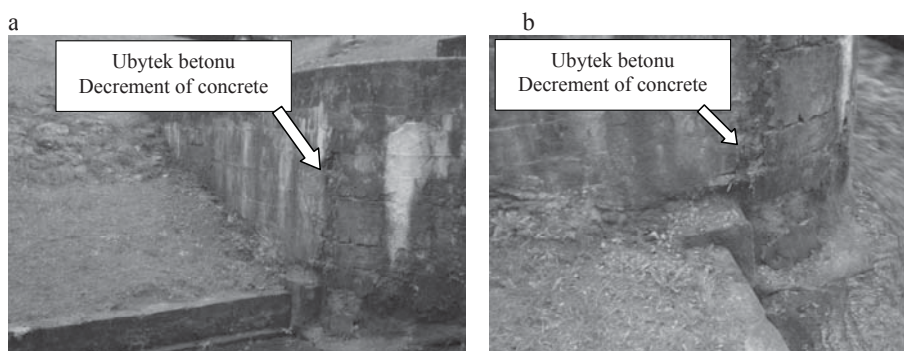 a
b
Ubytek betonu
Decrement of concrete
Ubytek betonu
Decrement of concrete